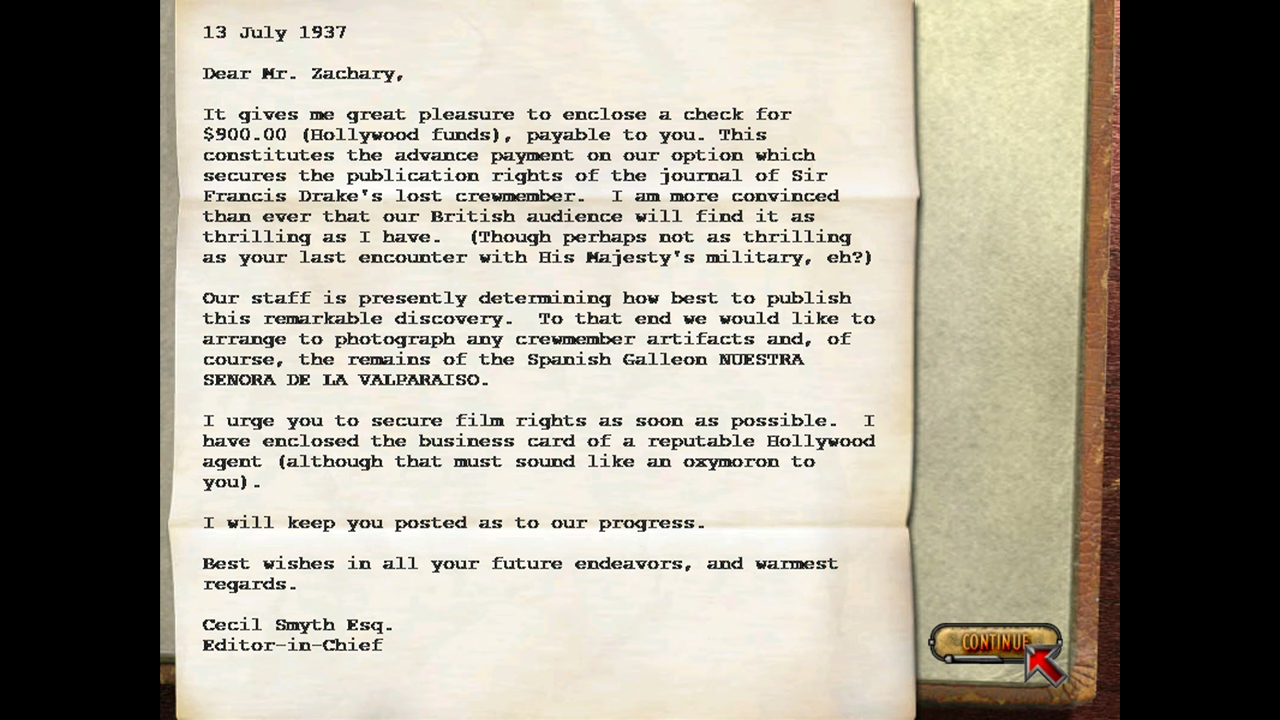 13 July 1937
Dear Mr. Zachary,
It gives me great pleasure to enclose a check for
$900.00 (Hollywood funds), payable to you. This
constitutes the advance payment on our option which
secures the publication rights of the journal of Sir
Francis Drake's lost crewmember.  I am more convinced
than ever that our British audience will find it as
thrilling as I have.  (Though perhaps not as thrilling
as your last encounter with His Majesty's military, eh?)
Our staff is presently determining how best to publish
this remarkable discovery.  To that end we would like to
arrange to photograph any crewmember artifacts and, of
course, the remains of the Spanish Galleon NUESTRA
SENORA DE LA VALPARAISO.
I urge you to secure film rights as soon as possible.  I
have enclosed the business card of a reputable Hollywood
agent (although that must sound like an oxymoron to
you).
I will keep you posted as to our progress.
Best wishes in all your future endeavors, and warmest
regards.
Cecil Smyth Esq.
Editor-in-Chief
CONTINUE